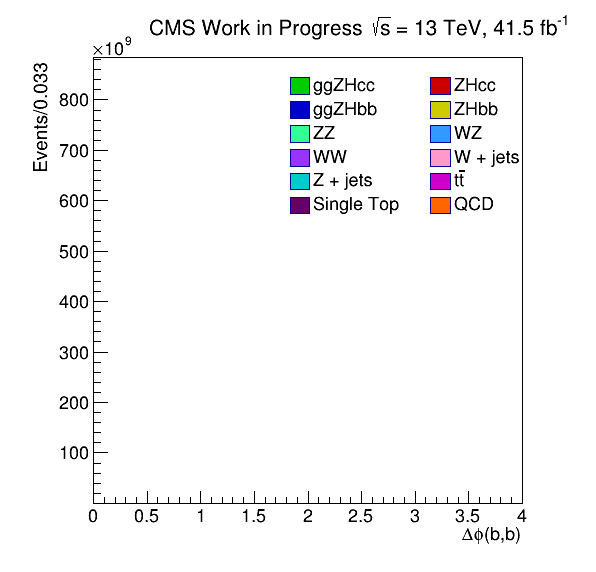 CMS Work in Progress √s = 13 TeV, 41.5 fb⁻¹
×10⁹
Events/0.033
800
700
600
500
400
300
200
100
ggZHcc ZHcc
ggZHbb ZHbb
ZZ WZ
WW W + jets
Z + jets tt̄
Single Top QCD
0 0.5 1 1.5 2 2.5 3 3.5 4
Δϕ(b,b)